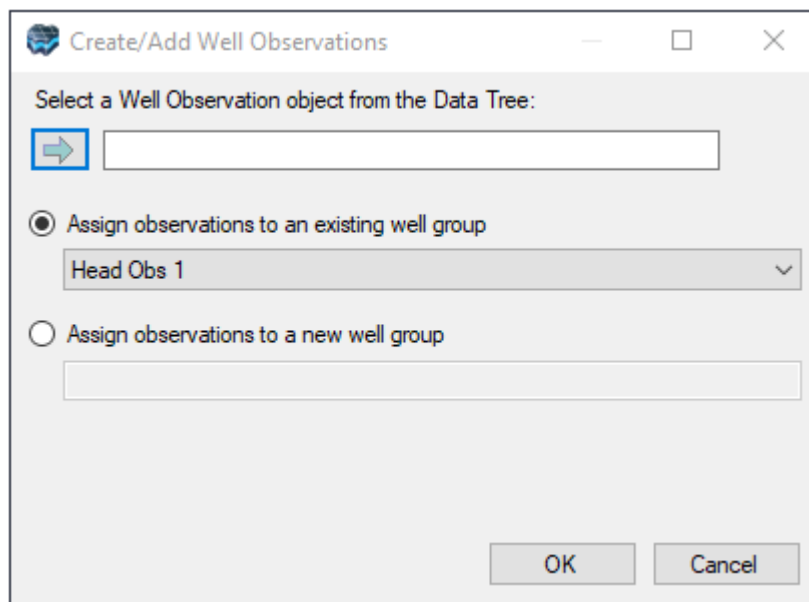 Create/Add Well Observations
Select a Well Observation object from the Data Tree:
Assign observations to an existing well group
Head Obs 1
Assign observations to a new well group
OK
Cancel